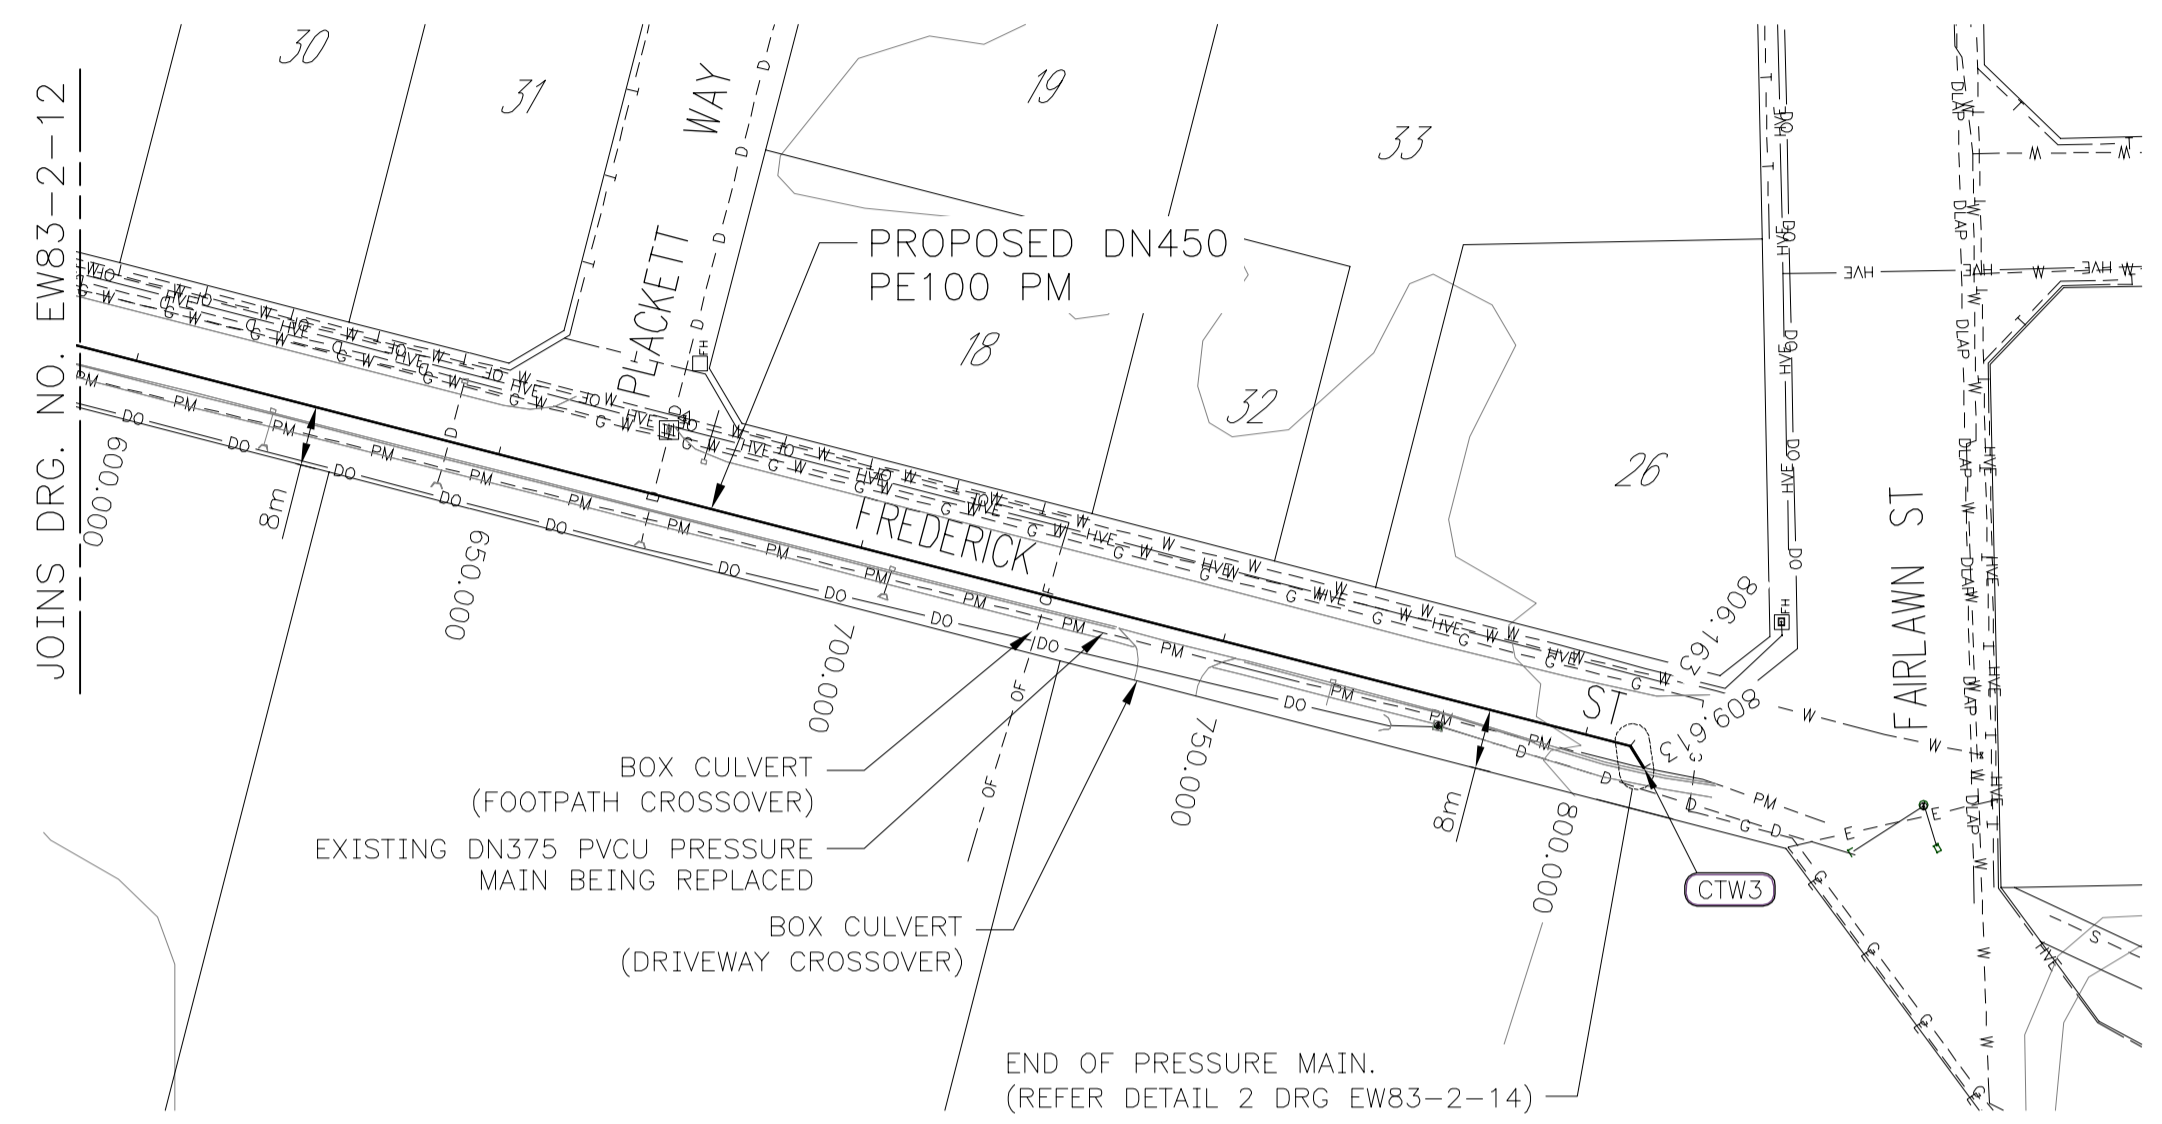 JOINS DRG. NO. EW83-2-12
30
31
PLACKETT WAY
19
33
PROPOSED DN450
PE100 PM
18
32
26
FH
FH
FREDERICK
ST
FAIRLAWN ST
600.000
8m
650.000
700.000
750.000
8m
800.000
806.163
809.613
BOX CULVERT
(FOOTPATH CROSSOVER)
EXISTING DN375 PVCU PRESSURE
MAIN BEING REPLACED
BOX CULVERT
(DRIVEWAY CROSSOVER)
CTW3
END OF PRESSURE MAIN.
(REFER DETAIL 2 DRG EW83-2-14)